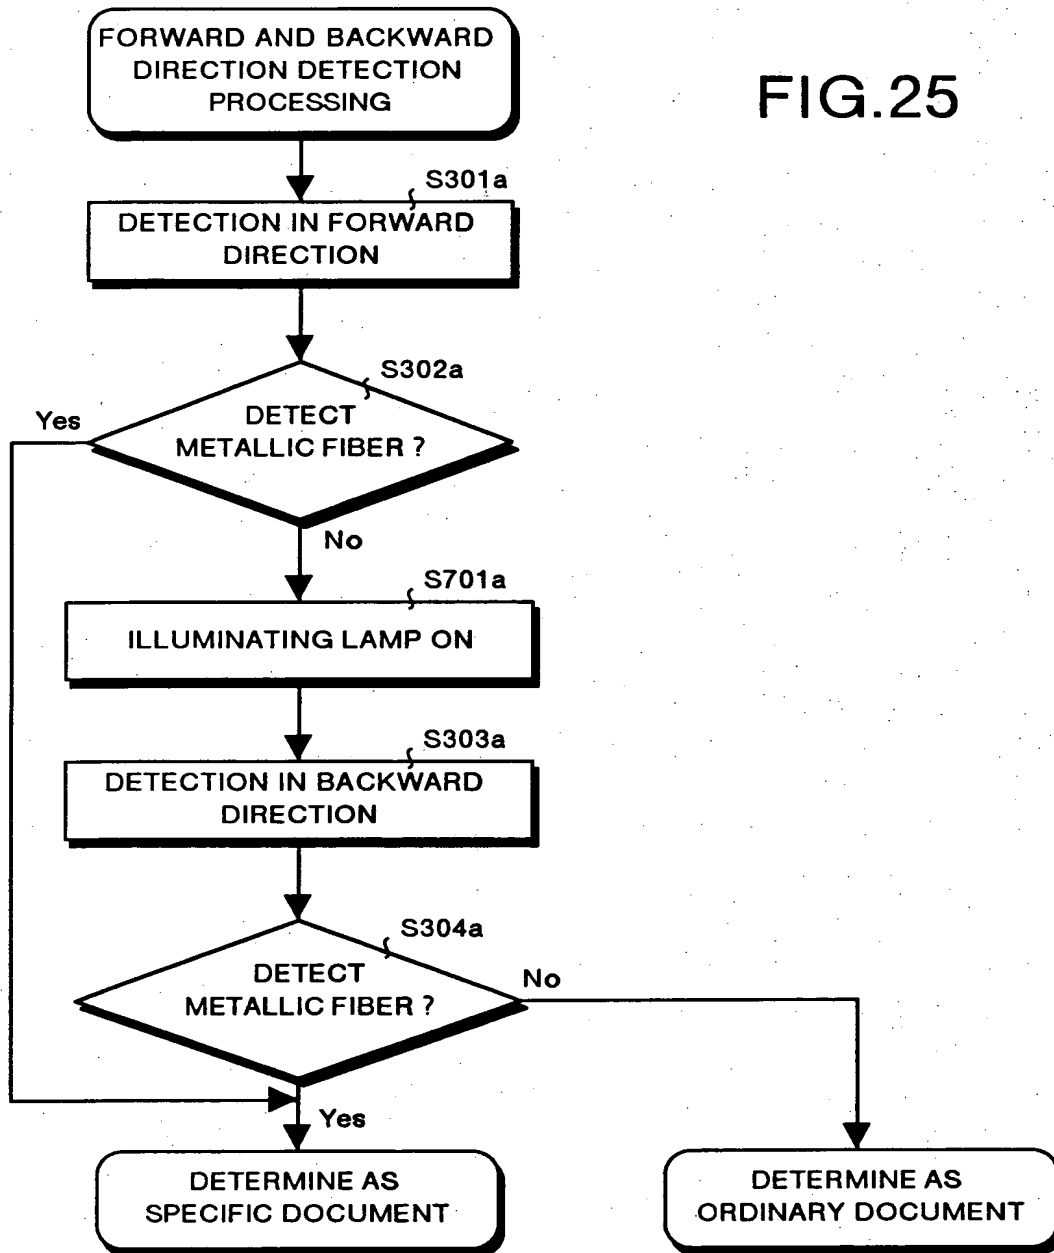 FORWARD AND BACKWARD
DIRECTION DETECTION
PROCESSING
FIG.25
S301a
DETECTION IN FORWARD
DIRECTION
S302a
Yes
DETECT
METALLIC FIBER ?
No
S701a
ILLUMINATING LAMP ON
S303a
DETECTION IN BACKWARD
DIRECTION
S304a
DETECT
METALLIC FIBER ?
No
Yes
DETERMINE AS
SPECIFIC DOCUMENT
DETERMINE AS
ORDINARY DOCUMENT